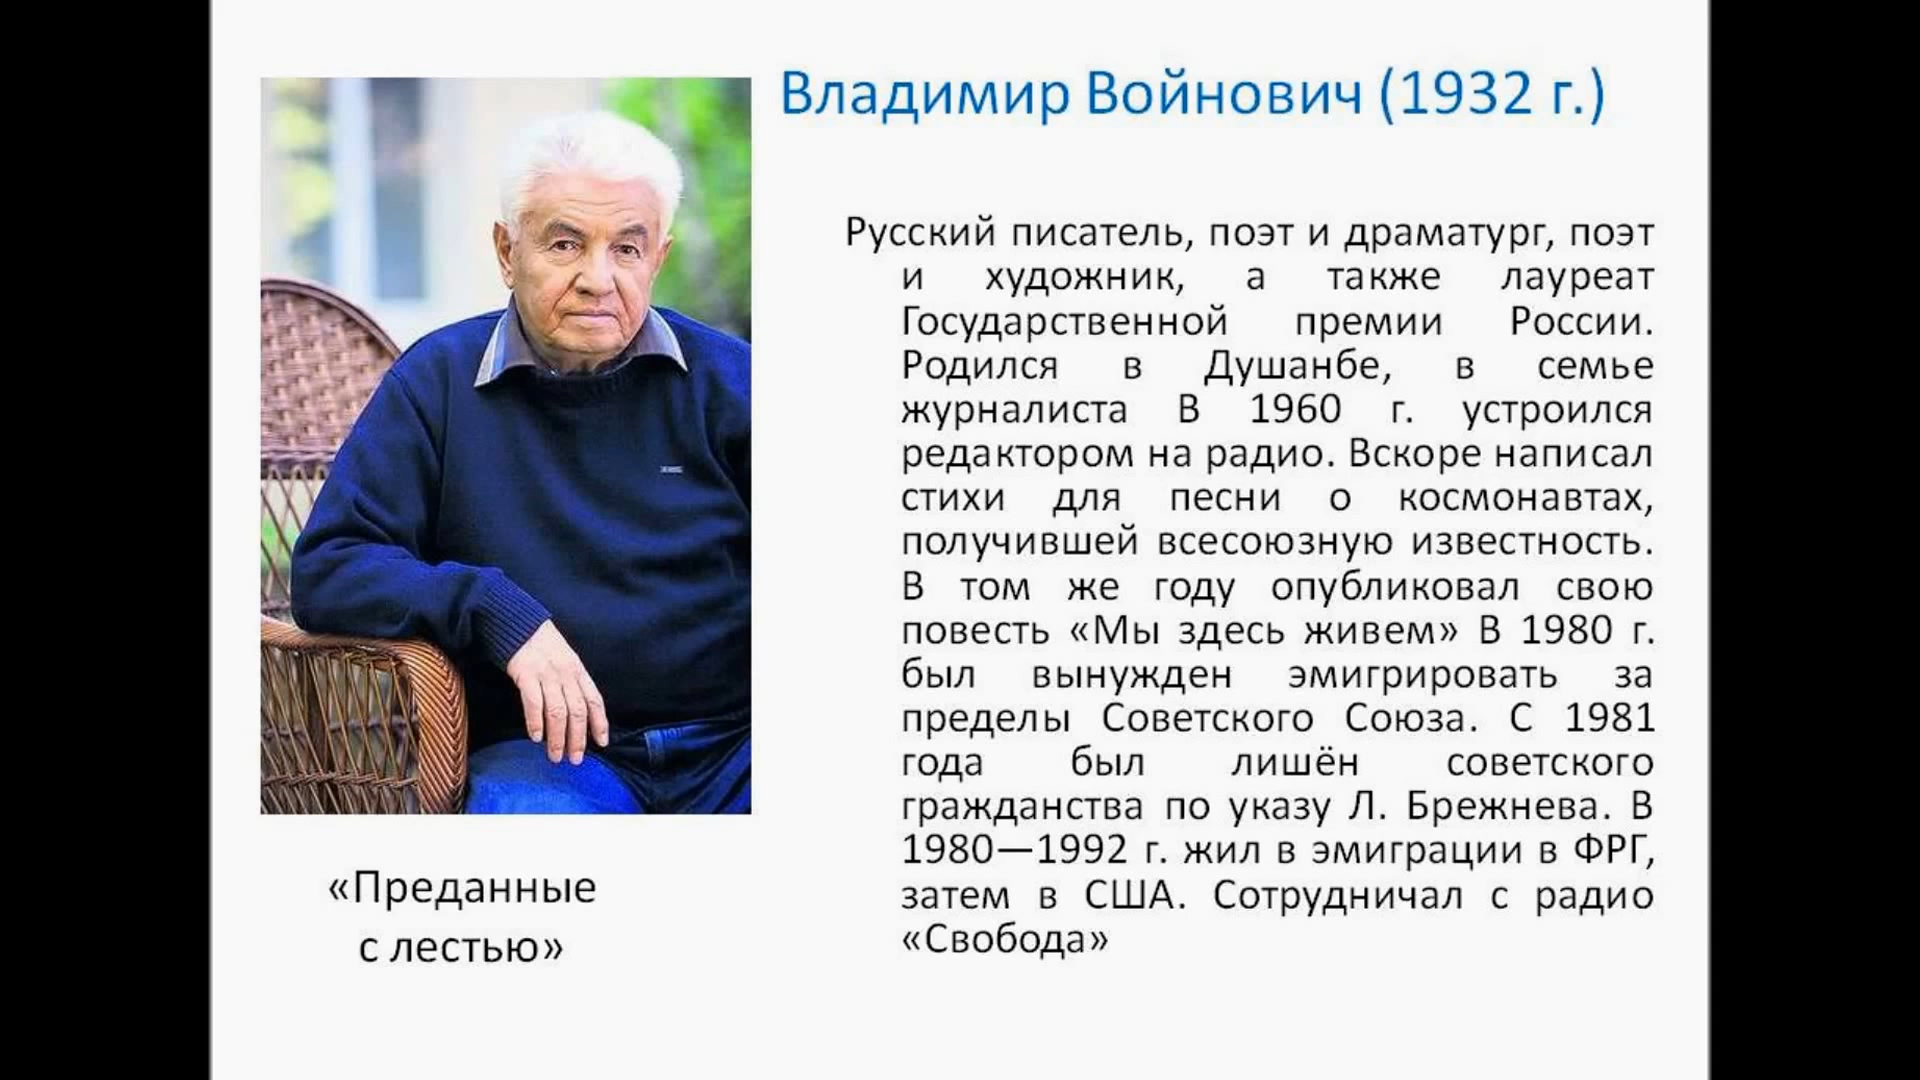 Владимир Войнович (1932 г.)
Русский писатель, поэт и драматург, поэт
и художник, а также лауреат
Государственной премии России.
Родился в Душанбе, в семье
журналиста В 1960 г. устроился
редактором на радио. Вскоре написал
стихи для песни о космонавтах,
получившей всесоюзную известность.
В том же году опубликовал свою
повесть «Мы здесь живем» В 1980 г.
был вынужден эмигрировать за
пределы Советского Союза. С 1981
года был лишён советского
гражданства по указу Л. Брежнева. В
1980—1992 г. жил в эмиграции в ФРГ,
затем в США. Сотрудничал с радио
«Свобода»
«Преданные
с лестью»